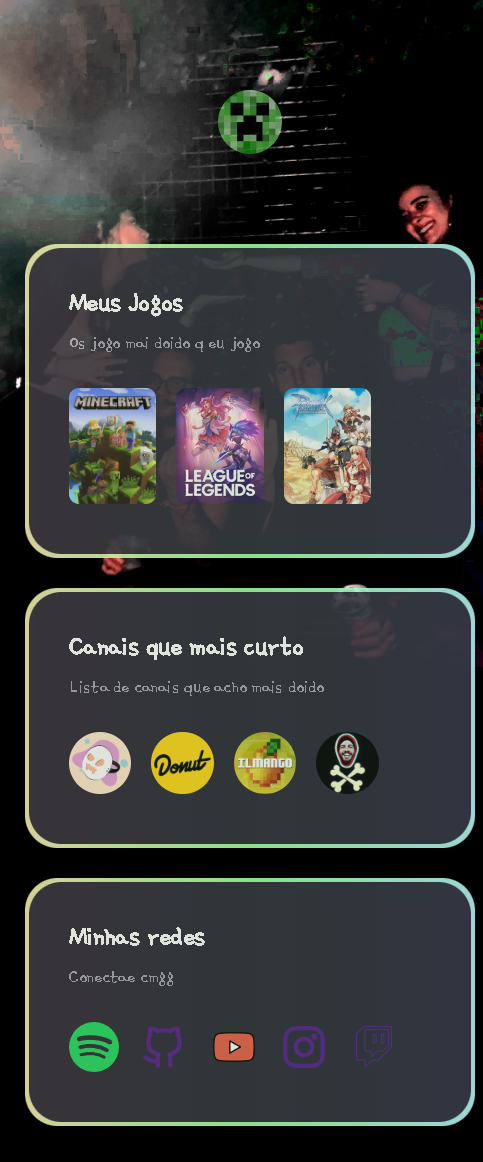 Meus Jogos
Os jogo mai doido q eu jogo
MINECRAFT
LEAGUE OF
LEGENDS
Canais que mais curto
Lista de canais que acho mais doido
Donut
ILMANGO
Minhas redes
Conectae cmgg